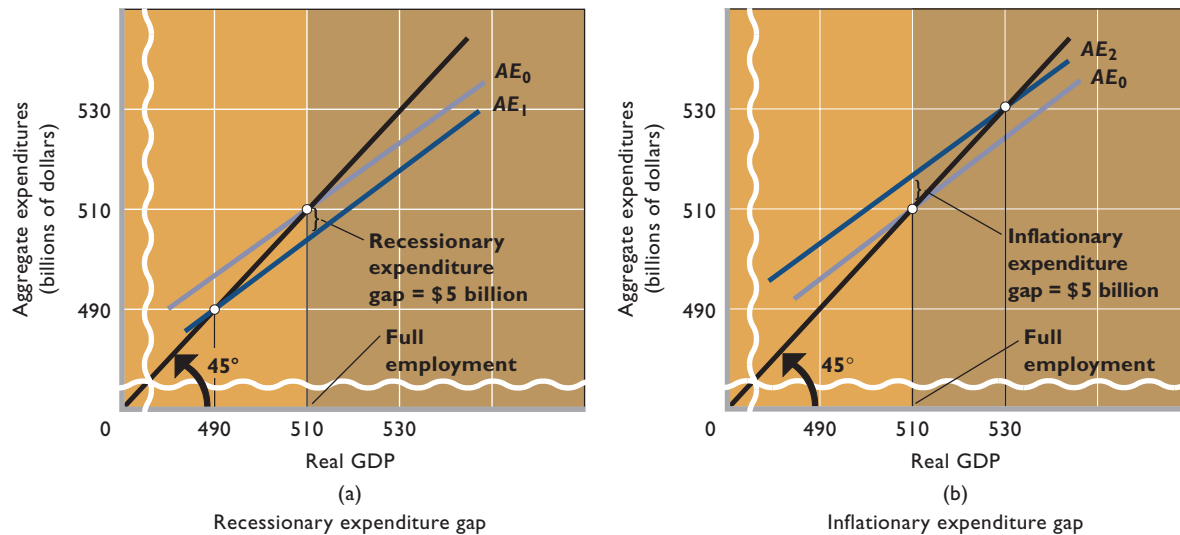 Aggregate expenditures
(billions of dollars)
530
510
490
AE0
AE1
Recessionary
expenditure
gap = $5 billion
Full
employment
45°
0
490
510
530
Real GDP
(a)
Recessionary expenditure gap
Aggregate expenditures
(billions of dollars)
530
510
490
AE2
AE0
Inflationary
expenditure
gap = $5 billion
Full
employment
45°
0
490
510
530
Real GDP
(b)
Inflationary expenditure gap